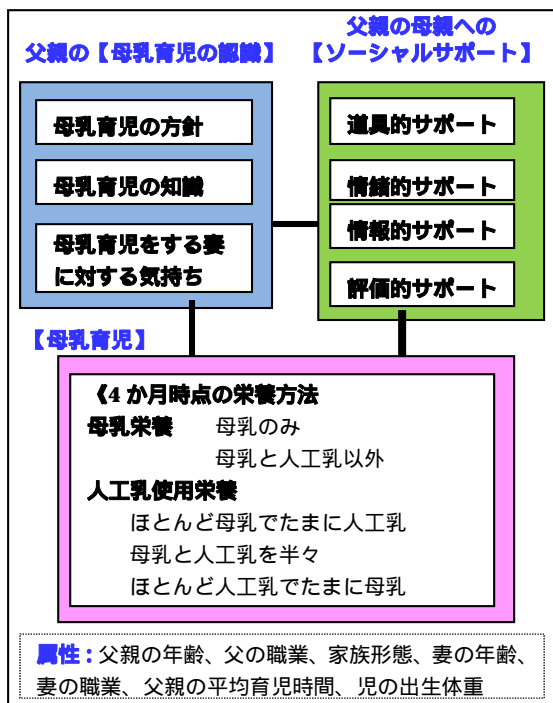 父親の【母乳育児の認識】
母乳育児の方針
母乳育児の知識
母乳育児をする妻
に対する気持ち
父親の母親への
【ソーシャルサポート】
道具的サポート
情緒的サポート
情報的サポート
評価的サポート
【母乳育児】
《4 か月時点の栄養方法
母乳栄養 母乳のみ
母乳と人工乳以外
人工乳使用栄養
ほとんど母乳でたまに人工乳
母乳と人工乳を半々
ほとんど人工乳でたまに母乳
属性：父親の年齢、父の職業、家族形態、妻の年齢、
妻の職業、父親の平均育児時間、児の出生体重